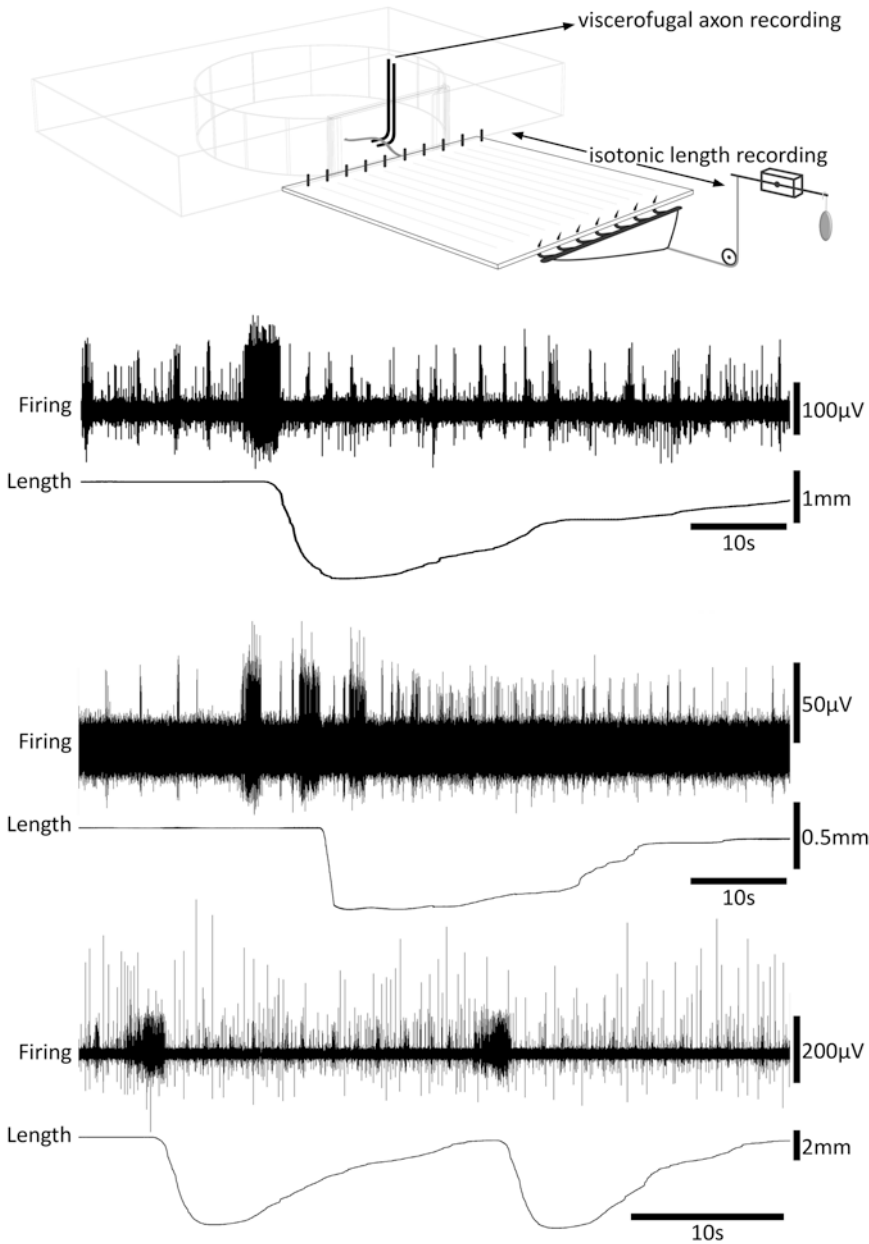 viscerofugal axon recording
isotonic length recording
Firing
100µV
Length
1mm
10s
50µV
Firing
Length
0.5mm
10s
Firing
200µV
Length
2mm
10s